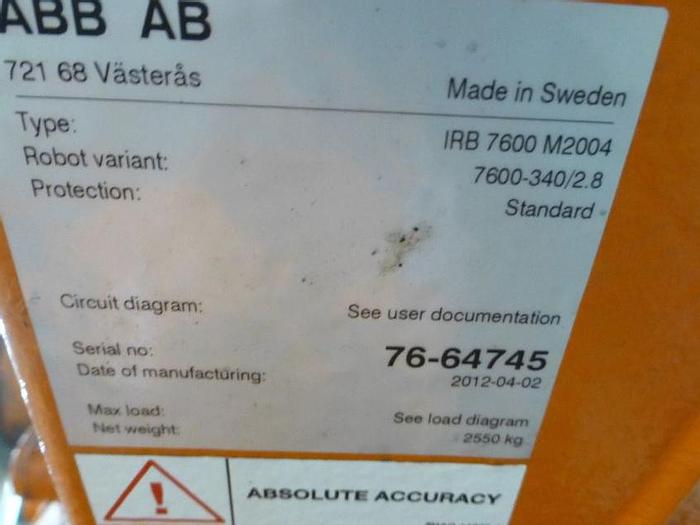 ABB AB
721 68 Västerås
Made in Sweden
Type: IRB 7600 M2004
Robot variant: 7600-340/2.8
Protection: Standard
Circuit diagram: See user documentation
Serial no: 76-64745
Date of manufacturing: 2012-04-02
Max load: See load diagram
Net weight: 2550 kg
ABSOLUTE ACCURACY